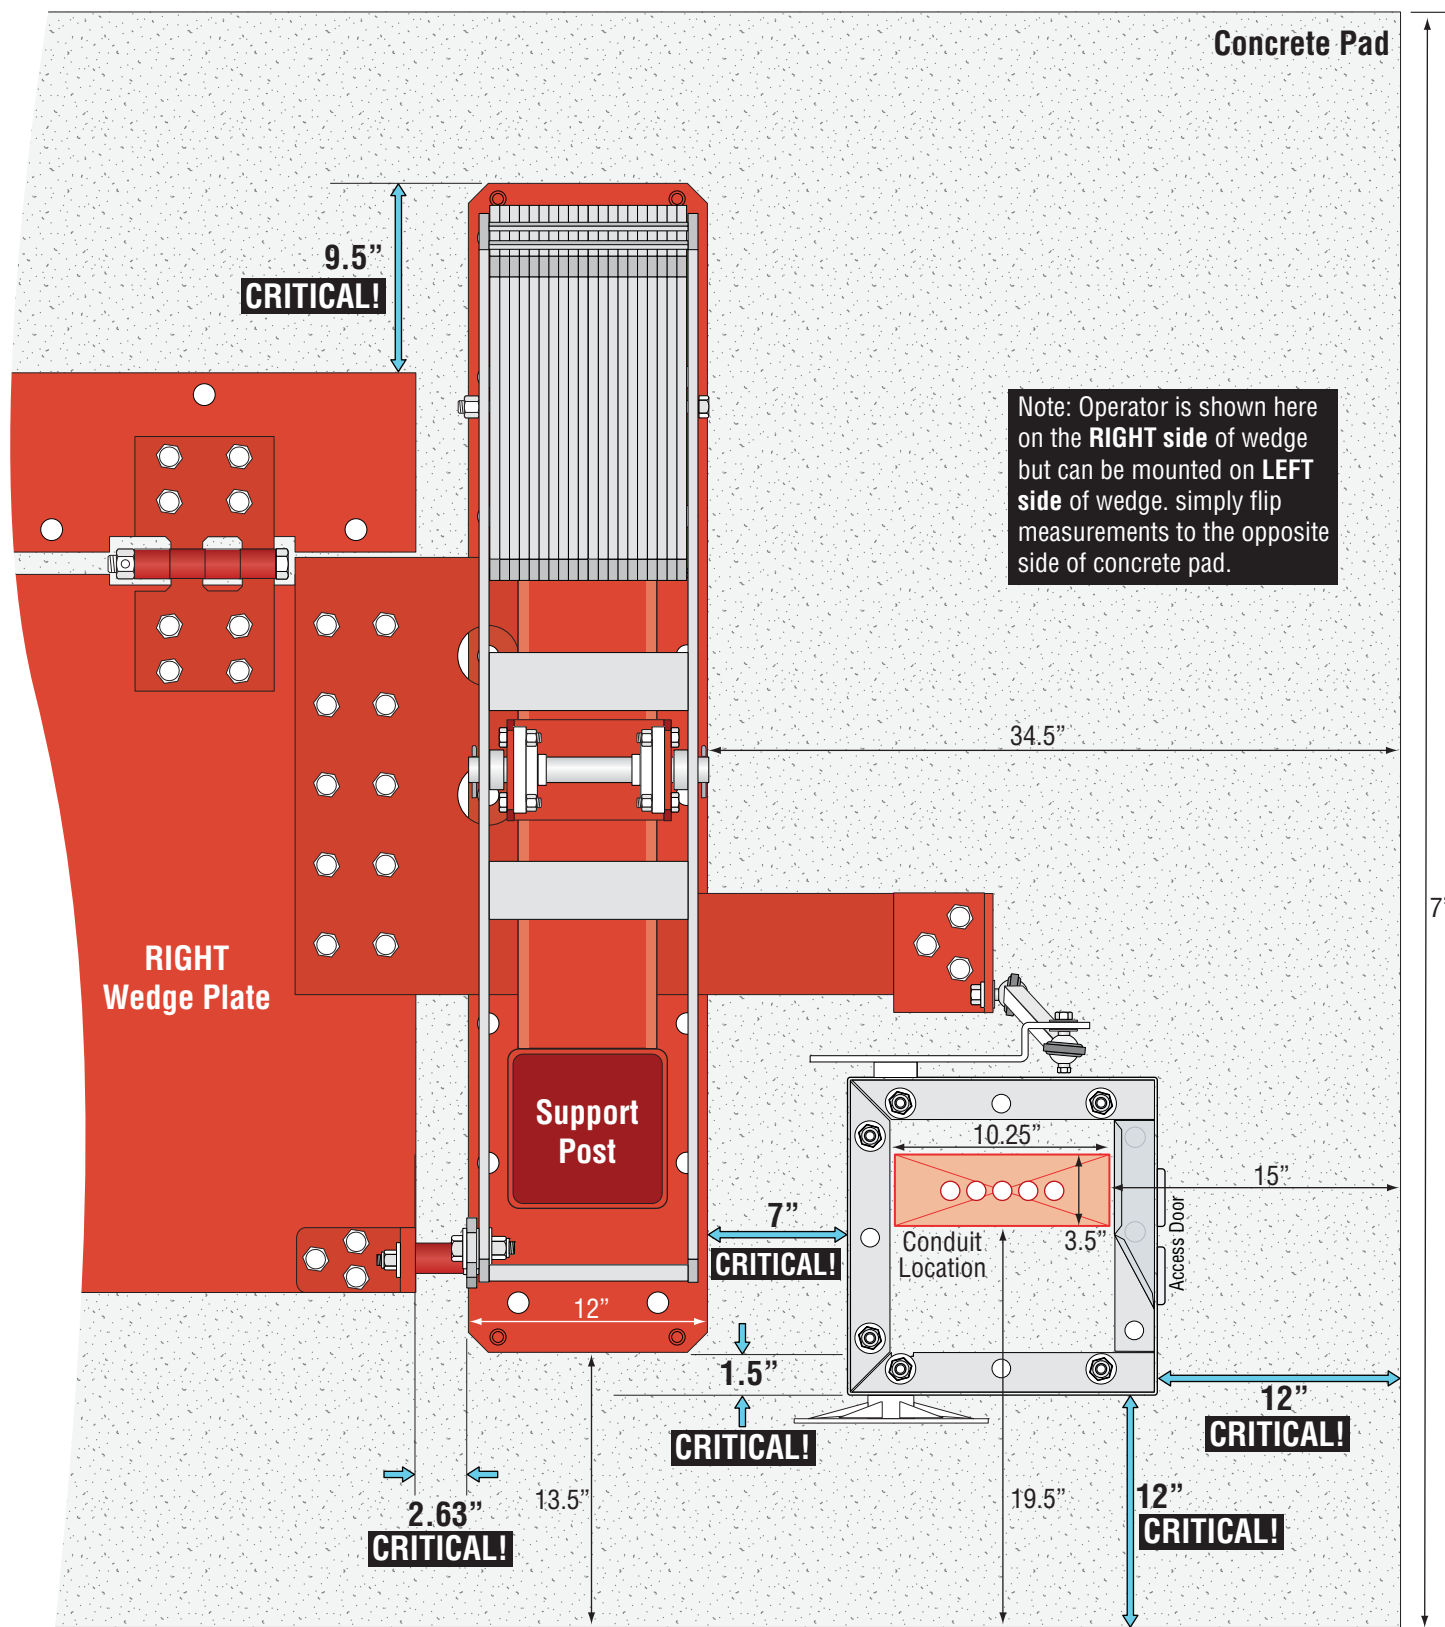 Concrete Pad
9.5”
CRITICAL!
Note: Operator is shown here
on the RIGHT side of wedge
but can be mounted on LEFT
side of wedge. simply flip
measurements to the opposite
side of concrete pad.
34.5”
7'
RIGHT
Wedge Plate
Support
Post
10.25”
15”
7”
CRITICAL!
3.5”
Conduit
Location
Access Door
12”
1.5”
CRITICAL!
12”
CRITICAL!
2.63”
CRITICAL!
13.5”
19.5”
12”
CRITICAL!